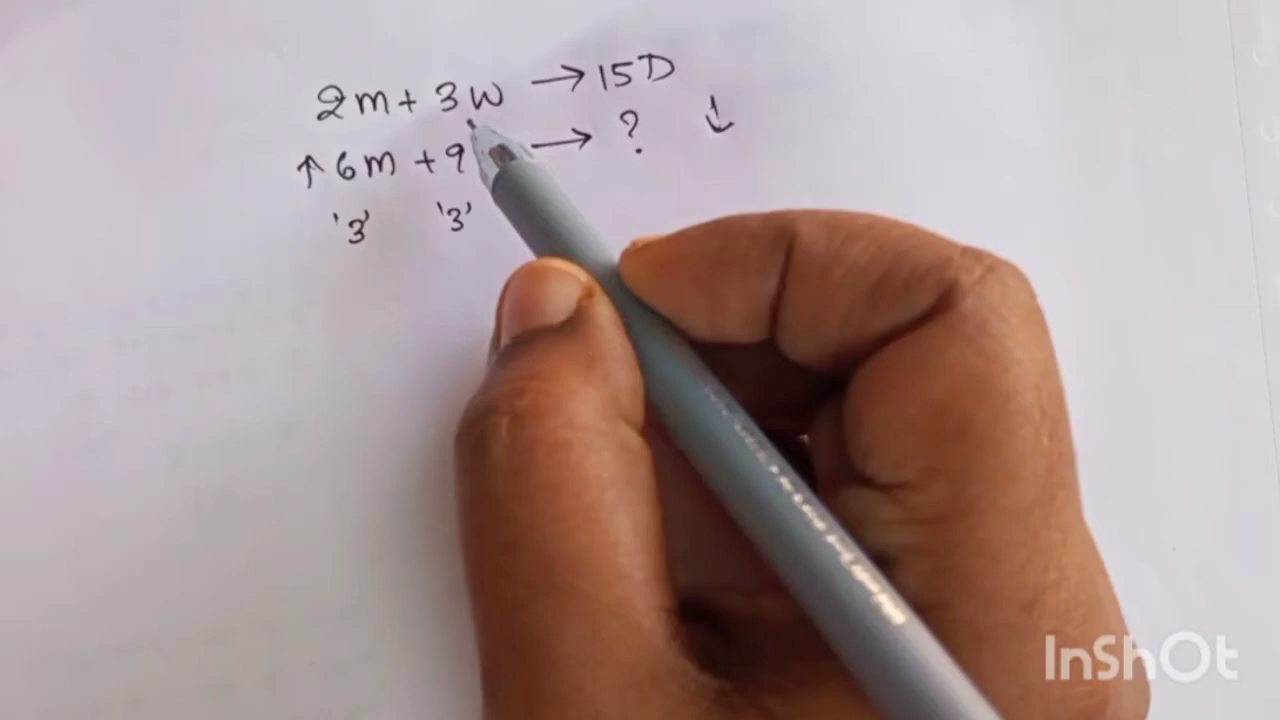 2m + 3W → 15D
↑ 6m + 9 → ? ↓
'3' '3'
InShOt